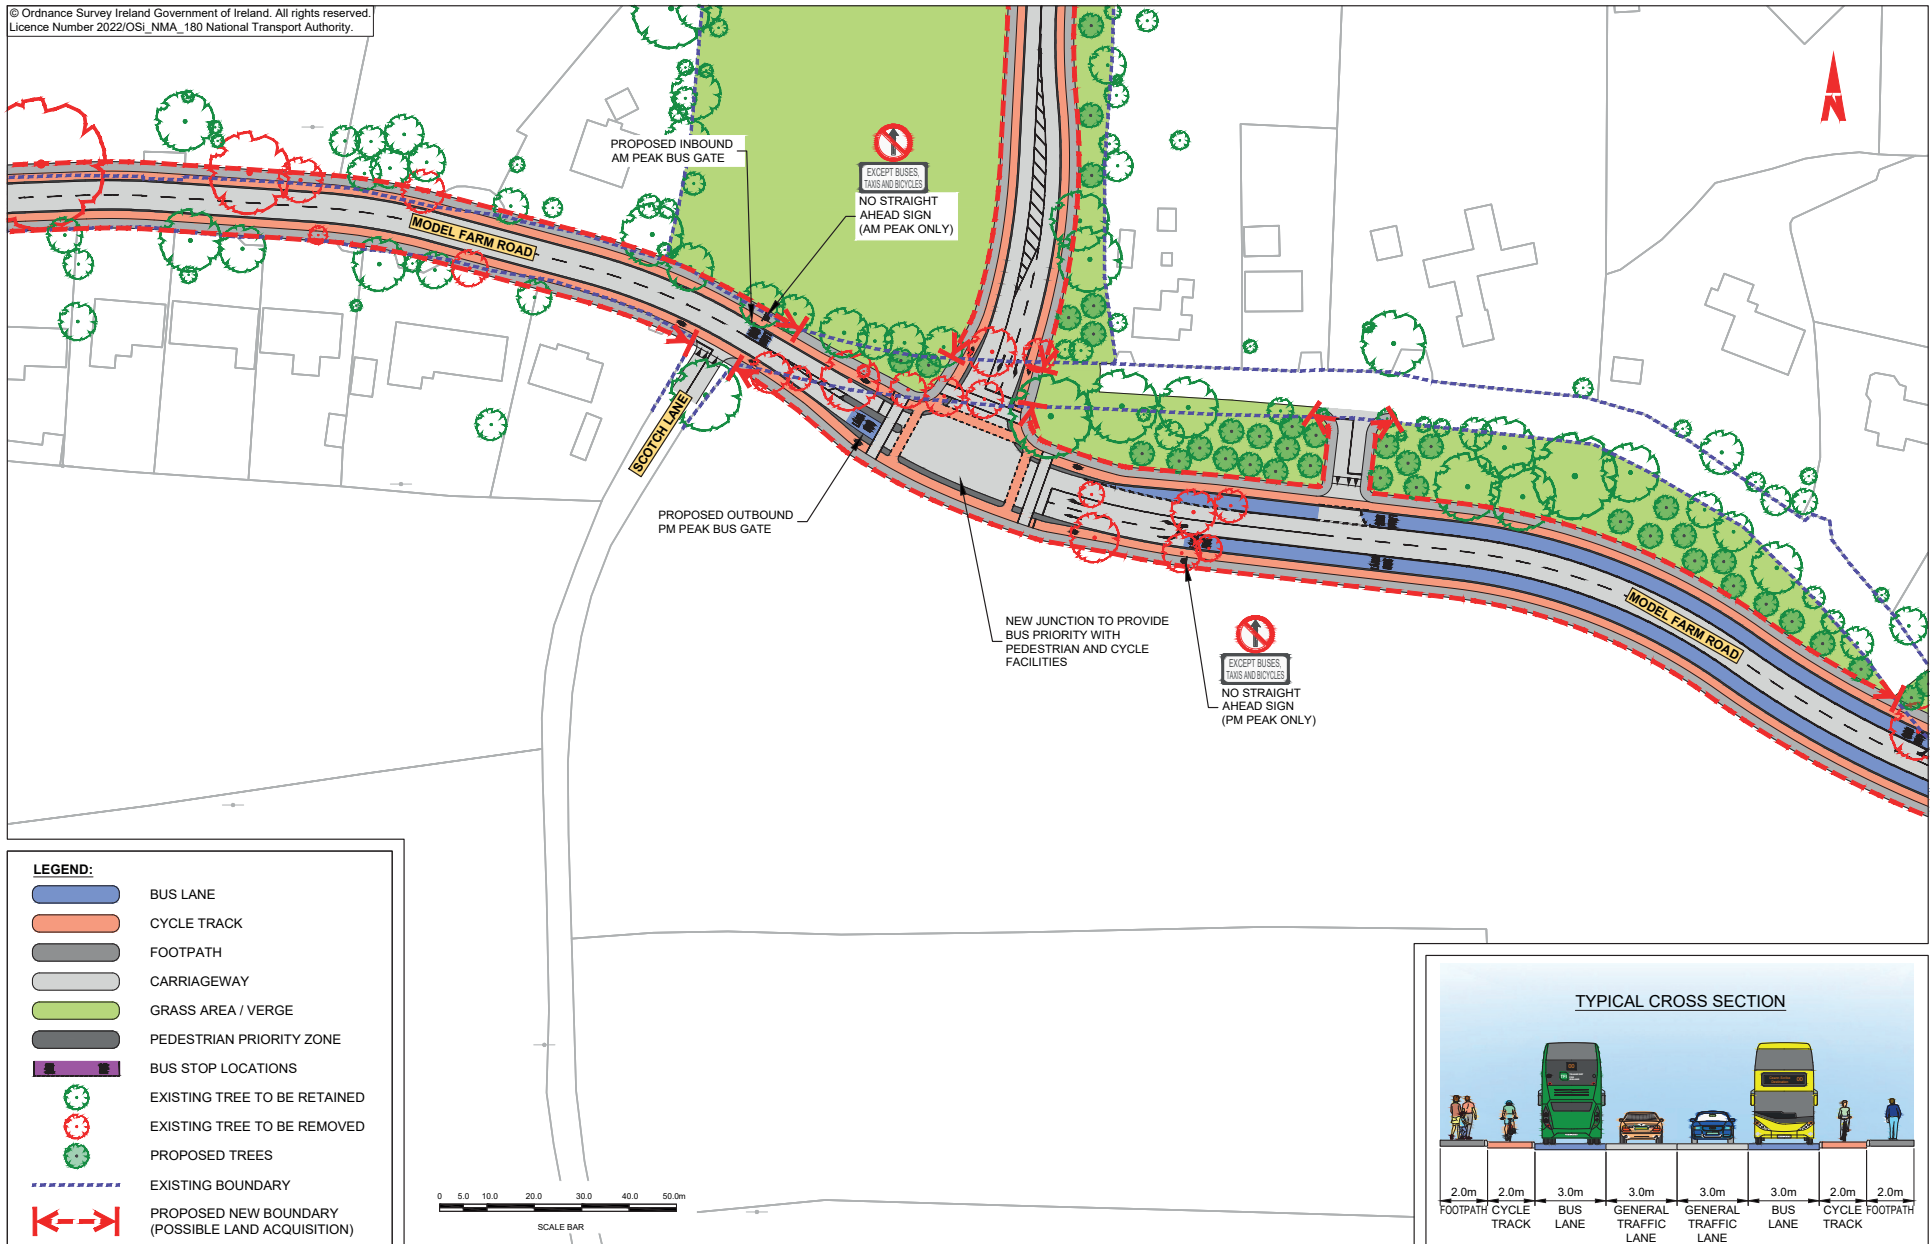 © Ordnance Survey Ireland Government of Ireland. All rights reserved.
Licence Number 2022/OSi_NMA_180 National Transport Authority.
PROPOSED INBOUND
AM PEAK BUS GATE
EXCEPT BUSES,
TAXIS AND BICYCLES
NO STRAIGHT
AHEAD SIGN
(AM PEAK ONLY)
MODEL FARM ROAD
SCOTCH LANE
PROPOSED OUTBOUND
PM PEAK BUS GATE
NEW JUNCTION TO PROVIDE
BUS PRIORITY WITH
PEDESTRIAN AND CYCLE
FACILITIES
EXCEPT BUSES,
TAXIS AND BICYCLES
NO STRAIGHT
AHEAD SIGN
(PM PEAK ONLY)
MODEL FARM ROAD
LEGEND:
BUS LANE
CYCLE TRACK
FOOTPATH
CARRIAGEWAY
GRASS AREA / VERGE
PEDESTRIAN PRIORITY ZONE
BUS STOP LOCATIONS
EXISTING TREE TO BE RETAINED
EXISTING TREE TO BE REMOVED
PROPOSED TREES
EXISTING BOUNDARY
PROPOSED NEW BOUNDARY
(POSSIBLE LAND ACQUISITION)
0 5.0 10.0 20.0 30.0 40.0 50.0m
SCALE BAR
TYPICAL CROSS SECTION
2.0m 2.0m 3.0m 3.0m 3.0m 3.0m 2.0m 2.0m
FOOTPATH CYCLE BUS GENERAL GENERAL BUS CYCLE FOOTPATH
TRACK LANE TRAFFIC TRAFFIC LANE TRACK
LANE LANE